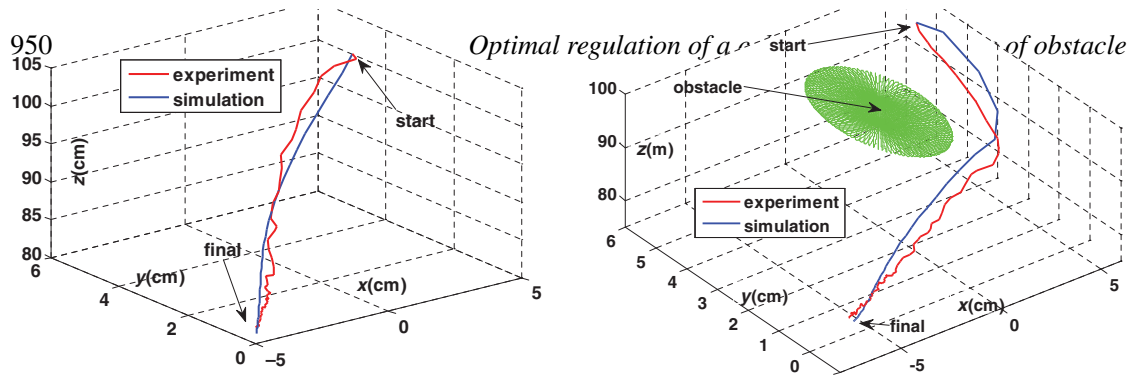 950
Optimal regulation of a
of obstacle
105
100
95
90
85
80
z(cm)
6
4
2
0
y(cm)
−5
0
5
x(cm)
experiment
simulation
start
final
100
90
80
z(m)
6
5
4
3
2
1
0
y(cm)
−5
0
5
x(cm)
start
obstacle
experiment
simulation
final